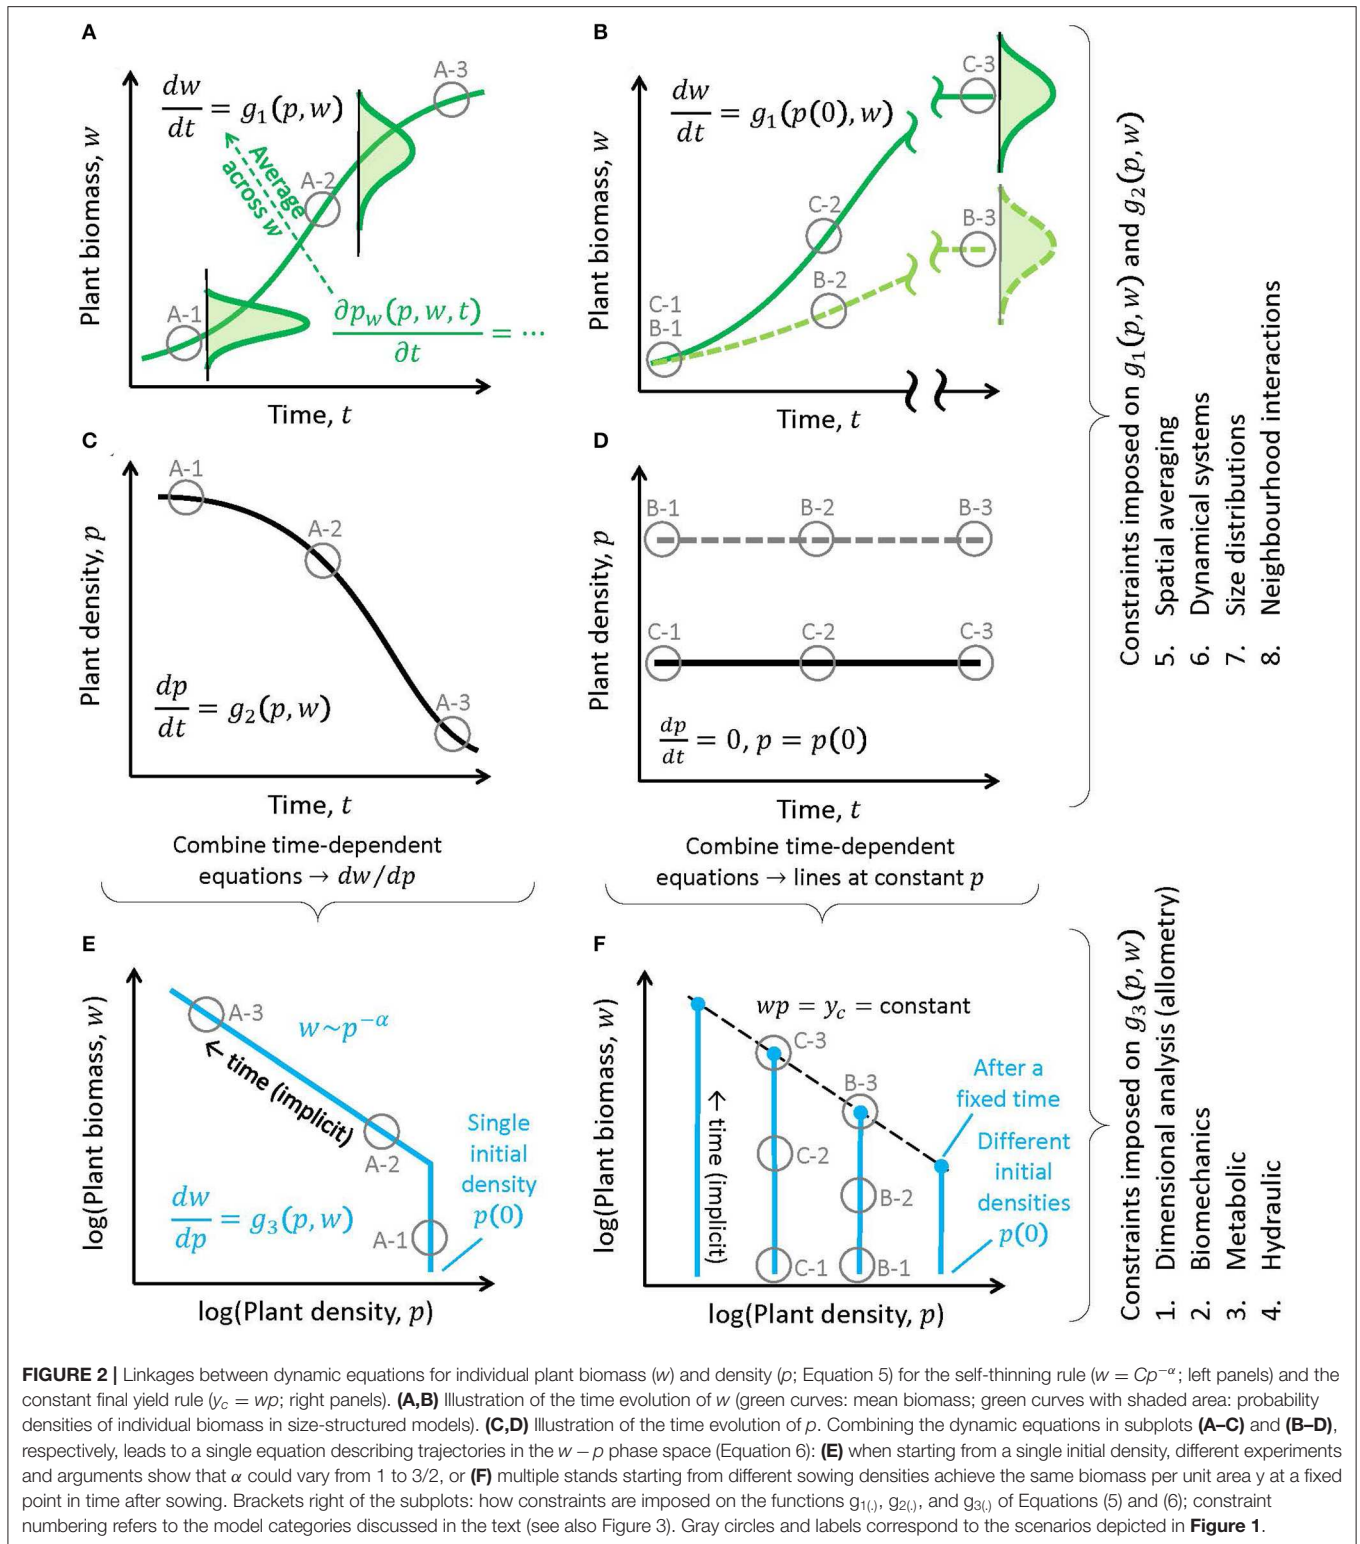 A
Plant biomass, w
dw/dt = g₁(p, w)
Average
across w
A-1
A-2
A-3
∂p_w(p, w, t)/∂t = ⋯
Time, t
B
Plant biomass, w
dw/dt = g₁(p(0), w)
C-1
B-1
C-2
B-2
C-3
B-3
Time, t
C
Plant density, p
A-1
A-2
A-3
dp/dt = g₂(p, w)
Time, t
D
Plant density, p
B-1
B-2
B-3
C-1
C-2
C-3
dp/dt = 0, p = p(0)
Time, t
Constraints imposed on g₁(p, w) and g₂(p, w)
5. Spatial averaging
6. Dynamical systems
7. Size distributions
8. Neighbourhood interactions
Combine time-dependent
equations → dw/dp
Combine time-dependent
equations → lines at constant p
E
log(Plant biomass, w)
A-3
w~p^−α
← time (implicit)
A-2
Single
initial
density
p(0)
dw/dp = g₃(p, w)
A-1
log(Plant density, p)
F
log(Plant biomass, w)
wp = y_c = constant
C-3
B-3
After a
fixed time
← time (implicit)
C-2
B-2
Different
initial
densities
p(0)
C-1
B-1
log(Plant density, p)
Constraints imposed on g₃(p, w)
1. Dimensional analysis (allometry)
2. Biomechanics
3. Metabolic
4. Hydraulic
FIGURE 2 | Linkages between dynamic equations for individual plant biomass (w) and density (p; Equation 5) for the self-thinning rule (w = Cp^−α; left panels) and the
constant final yield rule (y_c = wp; right panels). (A,B) Illustration of the time evolution of w (green curves: mean biomass; green curves with shaded area: probability
densities of individual biomass in size-structured models). (C,D) Illustration of the time evolution of p. Combining the dynamic equations in subplots (A–C) and (B–D),
respectively, leads to a single equation describing trajectories in the w − p phase space (Equation 6): (E) when starting from a single initial density, different experiments
and arguments show that α could vary from 1 to 3/2, or (F) multiple stands starting from different sowing densities achieve the same biomass per unit area y at a fixed
point in time after sowing. Brackets right of the subplots: how constraints are imposed on the functions g₁₍.₎, g₂₍.₎, and g₃₍.₎ of Equations (5) and (6); constraint
numbering refers to the model categories discussed in the text (see also Figure 3). Gray circles and labels correspond to the scenarios depicted in Figure 1.